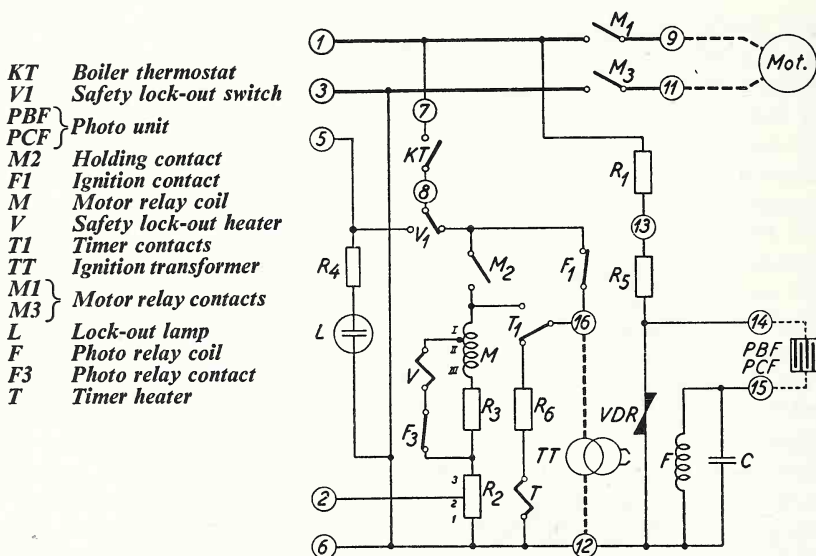 KT Boiler thermostat
V1 Safety lock-out switch
PBF
PCF } Photo unit
M2 Holding contact
F1 Ignition contact
M Motor relay coil
V Safety lock-out heater
T1 Timer contacts
TT Ignition transformer
M1
M3 } Motor relay contacts
L Lock-out lamp
F Photo relay coil
F3 Photo relay contact
T Timer heater
1
M1
9
Mot.
3
M3
11
7
5
KT
R1
8
13
V1
R4
M2
F1
R5
L
I
T1
16
14
II
M
PBF
PCF
V
III
15
R3
R6
VDR
F3
TT
F
C
3
R2
T
2
2
1
6
12